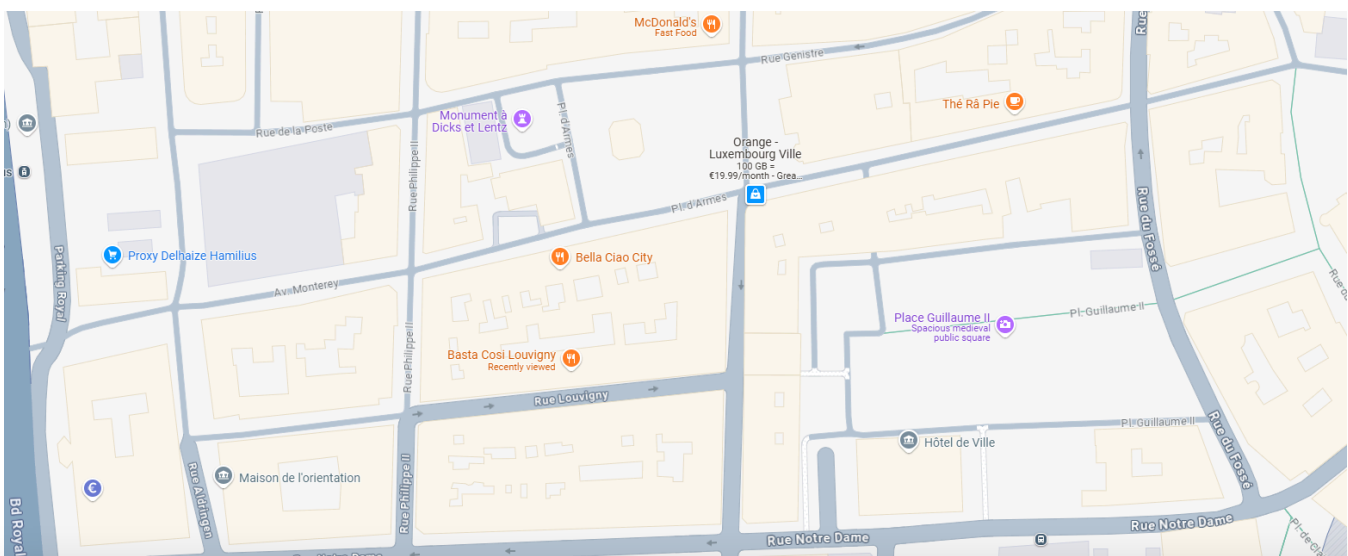 McDonald's
Fast Food
Rue Genistre
Ru
Thé Râ Pie
Monument à
Dicks et Lentz
Pl. d'Armes
Rue de la Poste
Rue Philippe II
Orange -
Luxembourg Ville
100 GB =
€19.99/month - Grea...
us
Pl. d'Armes
Rue du Fossé
Proxy Delhaize Hamilius
Bella Ciao City
Parking Royal
Av. Monterey
Pl. Guillaume II
Place Guillaume II
Spacious medieval
public square
Rue Philippe II
Basta Cosi Louvigny
Recently viewed
Rue Louvigny
Pl. Guillaume II
Hôtel de Ville
Rue du Fossé
Maison de l'orientation
Rue Aldringen
Rue Philippe II
€
Bd Royal
Rue Notre Dame
Rue Notre Dame